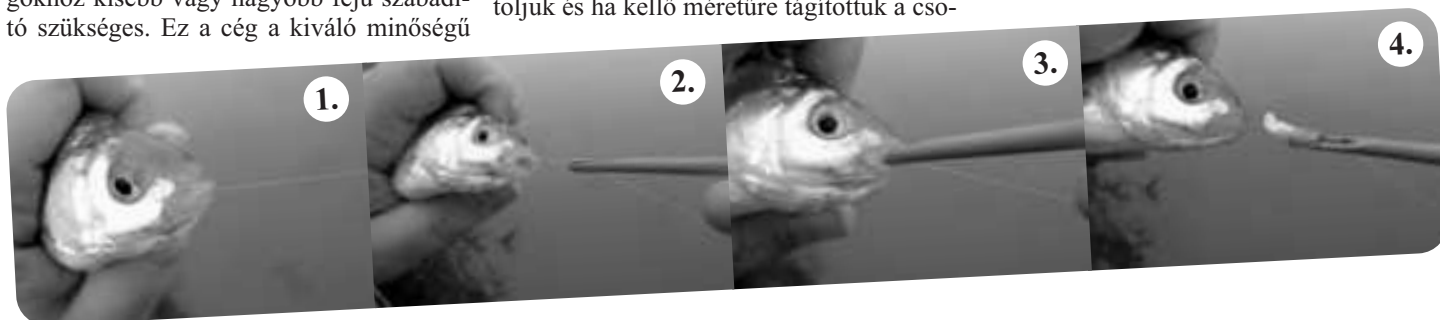 gokhoz kisebb vagy nagyobb fejű szabadí-
tó szükséges. Ez a cég a kiváló minőségű
toljuk és ha kellő méretűre tágítottuk a cso-
1.
2.
3.
4.